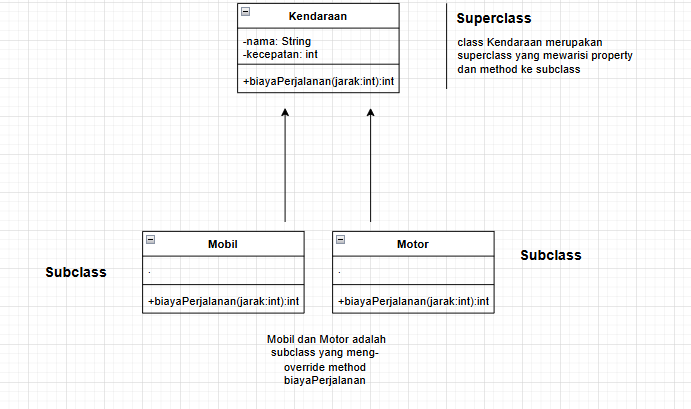 Kendaraan
-nama: String
-kecepatan: int
+biayaPerjalanan(jarak:int):int
Superclass
class Kendaraan merupakan
superclass yang mewarisi property
dan method ke subclass
Subclass
Mobil
.
+biayaPerjalanan(jarak:int):int
Motor
.
+biayaPerjalanan(jarak:int):int
Subclass
Mobil dan Motor adalah
subclass yang meng-
override method
biayaPerjalanan